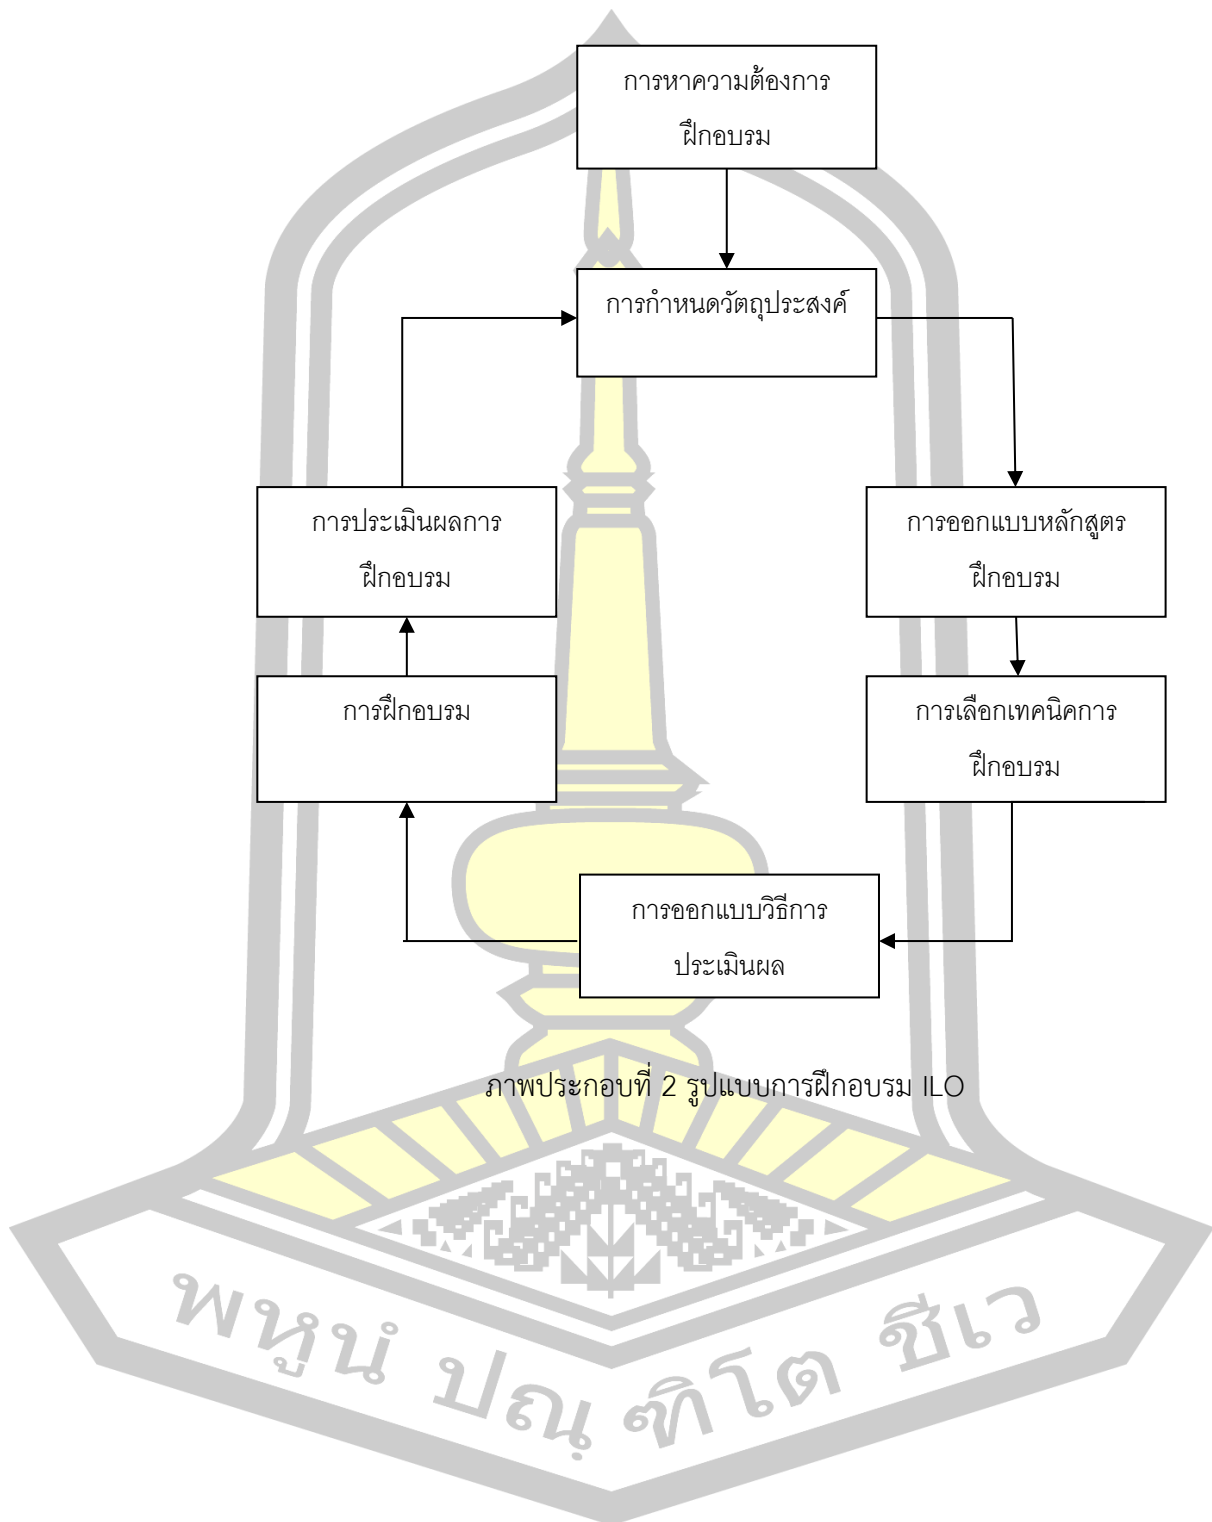 การหาความต้องการ
ฝึกอบรม
การกำหนดวัตถุประสงค์
การประเมินผลการ
ฝึกอบรม
การออกแบบหลักสูตร
ฝึกอบรม
การฝึกอบรม
การเลือกเทคนิคการ
ฝึกอบรม
การออกแบบวิธีการ
ประเมินผล
ภาพประกอบที่ 2 รูปแบบการฝึกอบรม ILO
พหูนํ ปณฺ ฑิโต ชีเว